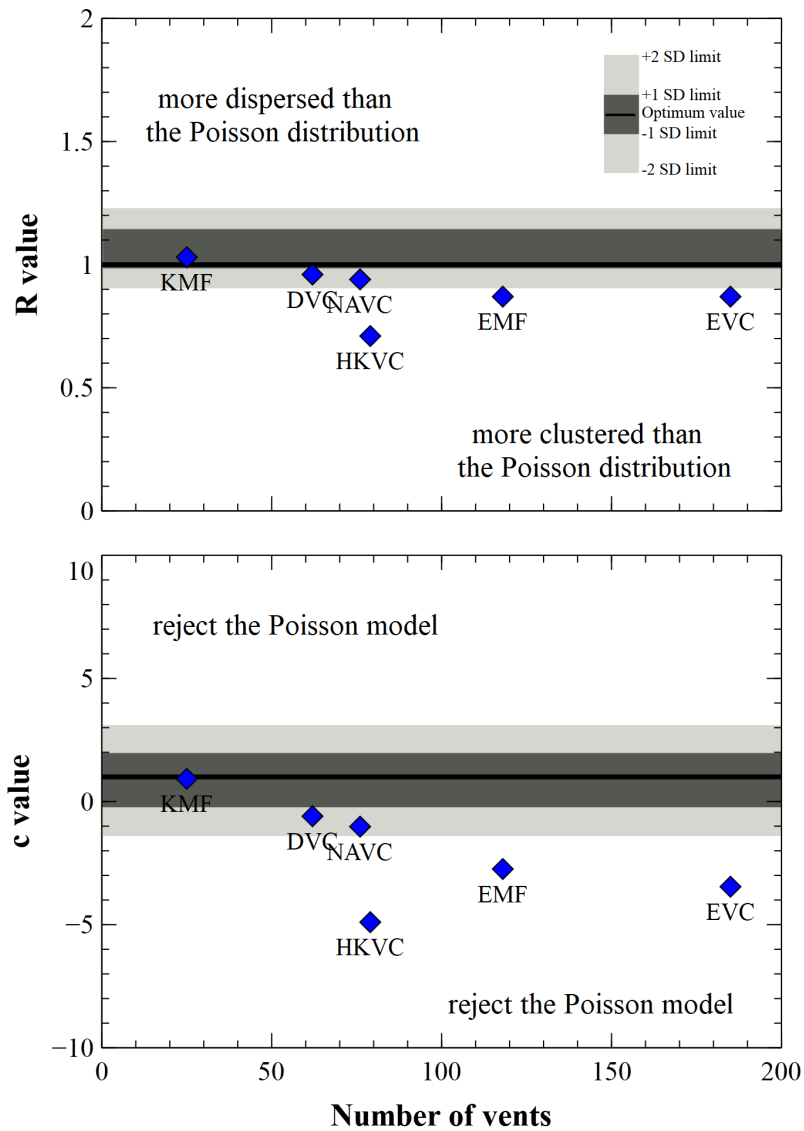 2
+2 SD limit
more dispersed than
the Poisson distribution
+1 SD limit
Optimum value
-1 SD limit
-2 SD limit
1.5
R value
1
KMF
DVC
NAVC
HKVC
EMF
EVC
0.5
more clustered than
the Poisson distribution
0
10
reject the Poisson model
5
c value
0
KMF
DVC
NAVC
EMF
EVC
HKVC
−5
reject the Poisson model
−10
0 50 100 150 200
Number of vents